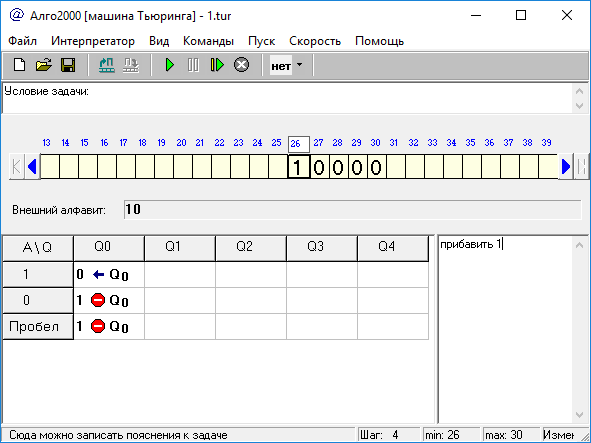 Алго2000 [машина Тьюринга] - 1.tur
Файл Интерпретатор Вид Команды Пуск Скорость Помощь
нет
Условие задачи:
13 14 15 16 17 18 19 20 21 22 23 24 25 26 27 28 29 30 31 32 33 34 35 36 37 38 39
1 0 0 0 0
Внешний алфавит: 10
А \ Q Q0 Q1 Q2 Q3 Q4
1 0 ← Q0
0 1 Q0
Пробел 1 Q0
прибавить 1
Сюда можно записать пояснения к задаче Шаг: 4 min: 26 max: 30 Измен